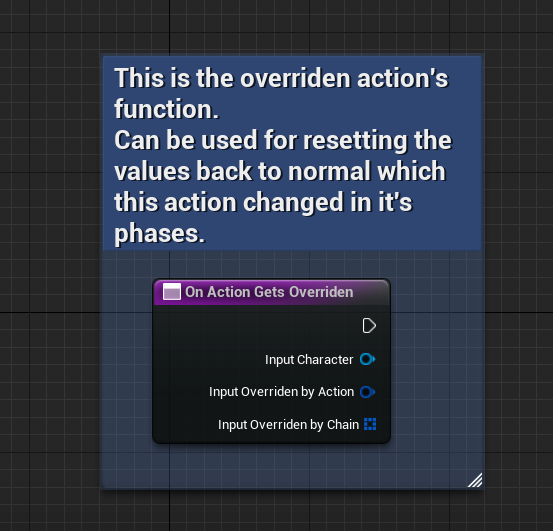 This is the overriden action's
function.
Can be used for resetting the
values back to normal which
this action changed in it's
phases.
On Action Gets Overriden
Input Character
Input Overriden by Action
Input Overriden by Chain